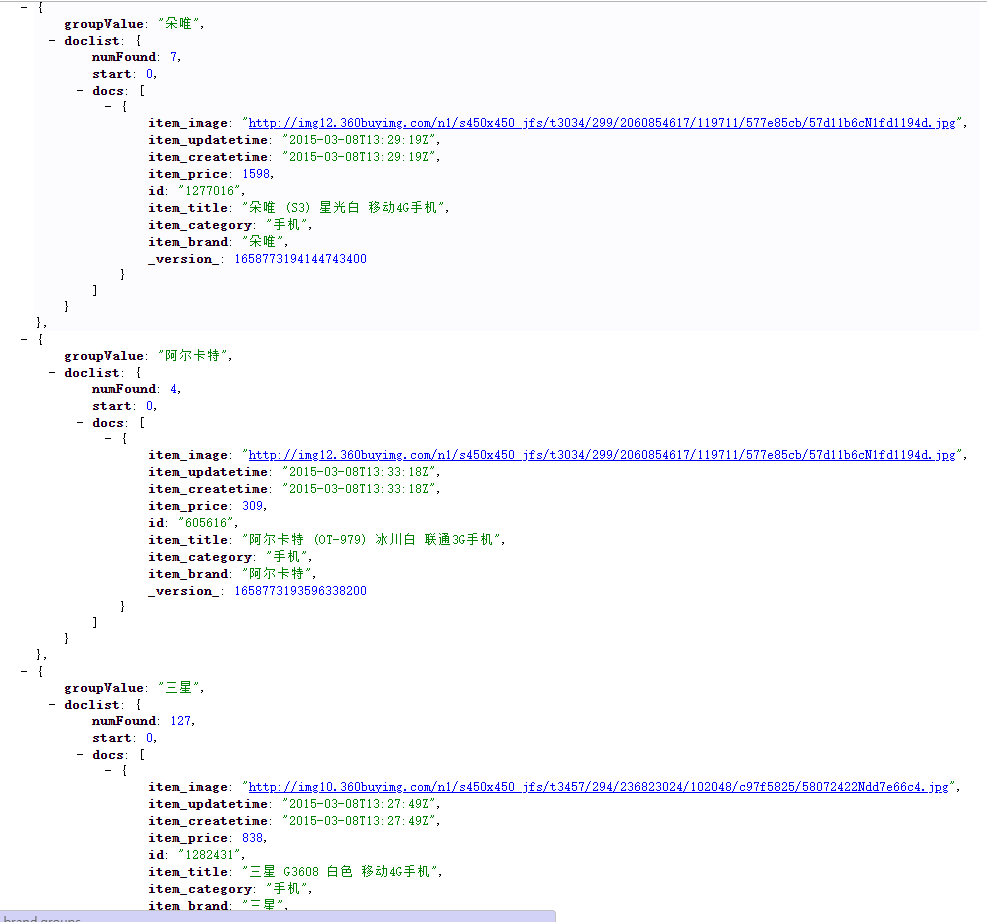 - {
groupValue: "朵唯",
- doclist: {
numFound: 7,
start: 0,
- docs: [
- {
item_image: "http://img12.360buyimg.com/n1/s450x450_jfs/t3034/299/2060854617/119711/577e85cb/57d11b6cN1fd1194d.jpg",
item_updatetime: "2015-03-08T13:29:19Z",
item_createtime: "2015-03-08T13:29:19Z",
item_price: 1598,
id: "1277016",
item_title: "朵唯 (S3) 星光白 移动4G手机",
item_category: "手机",
item_brand: "朵唯",
_version_: 1658773194144743400
}
]
}
},
- {
groupValue: "阿尔卡特",
- doclist: {
numFound: 4,
start: 0,
- docs: [
- {
item_image: "http://img12.360buyimg.com/n1/s450x450_jfs/t3034/299/2060854617/119711/577e85cb/57d11b6cN1fd1194d.jpg",
item_updatetime: "2015-03-08T13:33:18Z",
item_createtime: "2015-03-08T13:33:18Z",
item_price: 309,
id: "605616",
item_title: "阿尔卡特 (OT-979) 冰川白 联通3G手机",
item_category: "手机",
item_brand: "阿尔卡特",
_version_: 1658773193596338200
}
]
}
},
- {
groupValue: "三星",
- doclist: {
numFound: 127,
start: 0,
- docs: [
- {
item_image: "http://img10.360buyimg.com/n1/s450x450_jfs/t3457/294/236823024/102048/c97f5825/58072422Ndd7e66c4.jpg",
item_updatetime: "2015-03-08T13:27:49Z",
item_createtime: "2015-03-08T13:27:49Z",
item_price: 838,
id: "1282431",
item_title: "三星 G3608 白色 移动4G手机",
item_category: "手机",
item_brand: "三星",
brand groups